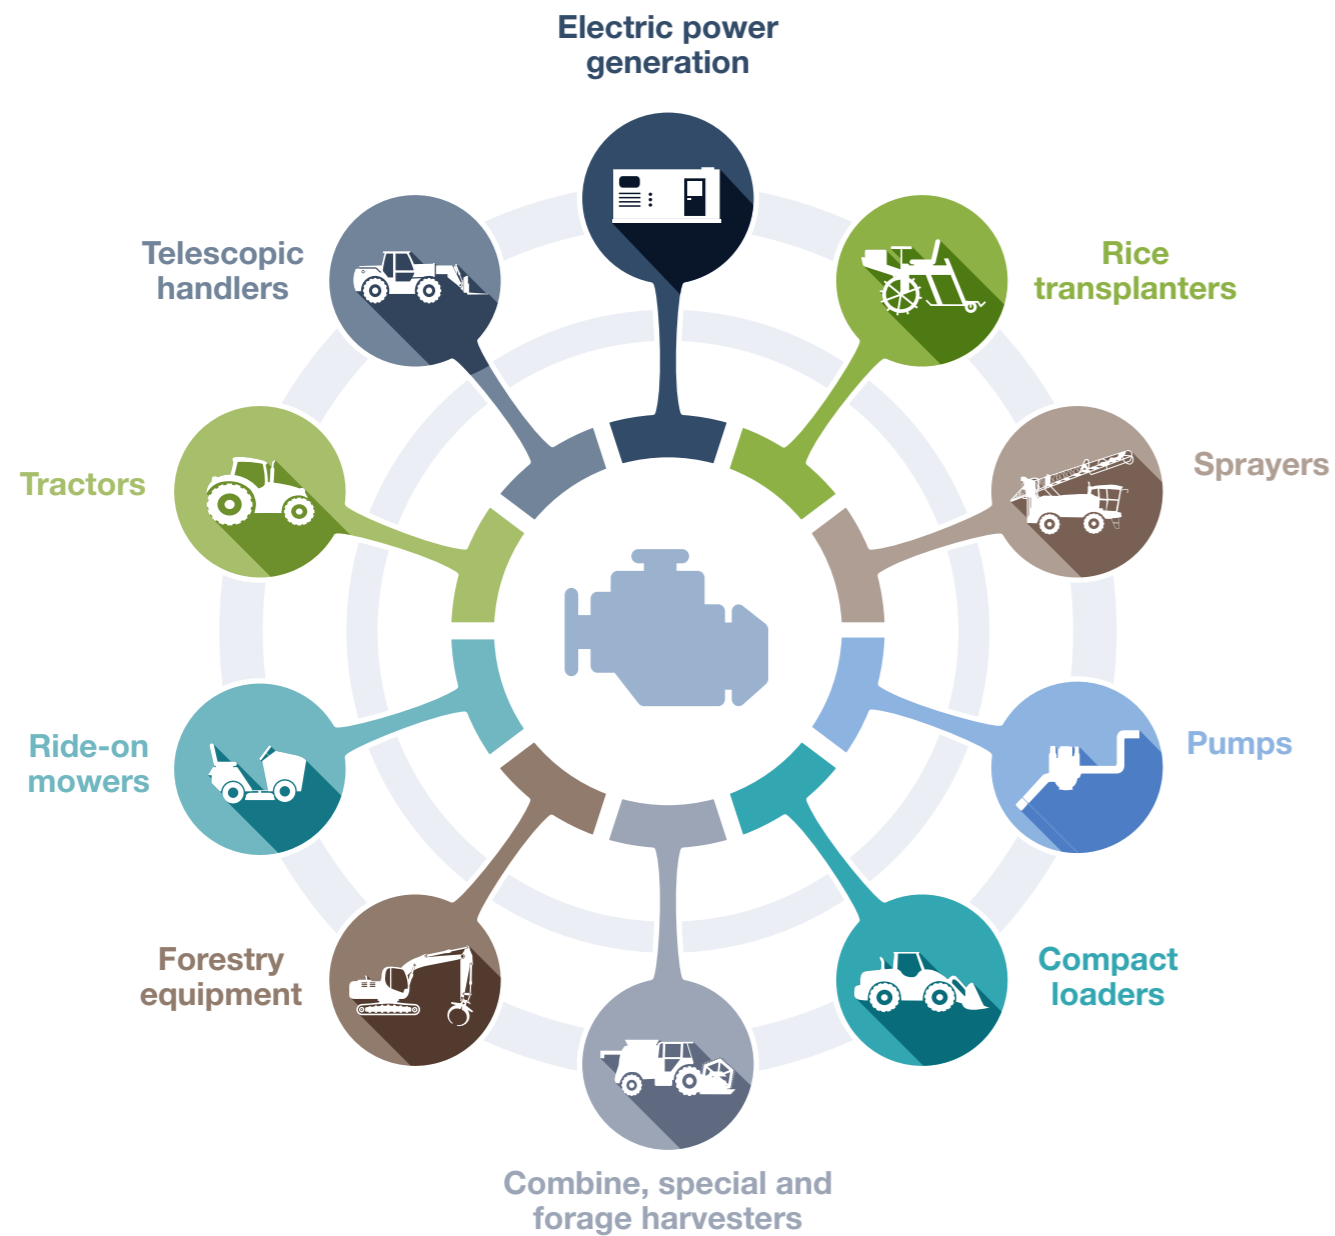 Electric power
generation
Rice
transplanters
Sprayers
Pumps
Compact
loaders
Combine, special and
forage harvesters
Forestry
equipment
Ride-on
mowers
Tractors
Telescopic
handlers